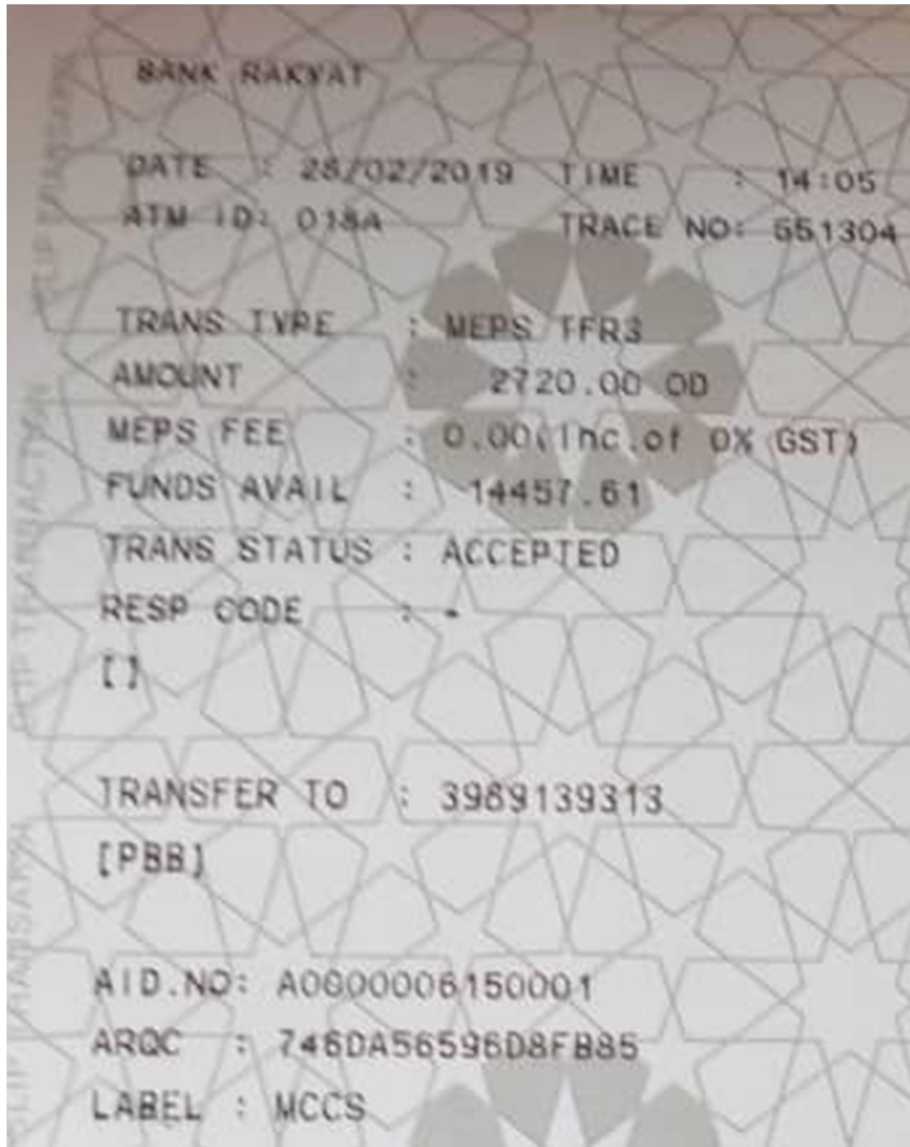 BANK RAKYAT
DATE : 28/02/2019 TIME : 14:05
ATM ID: 018A TRACE NO: 551304
TRANS TYPE : MEPS TFR3
AMOUNT : 2720.00 OD
MEPS FEE : 0.00(Inc.of 0% GST)
FUNDS AVAIL : 14457.61
TRANS STATUS : ACCEPTED
RESP CODE : -
[]
TRANSFER TO : 3989139313
[PBB]
AID.NO: A0000006150001
ARQC : 746DA56596D8FB85
LABEL : MCCS
SLIP TRANSAKSI